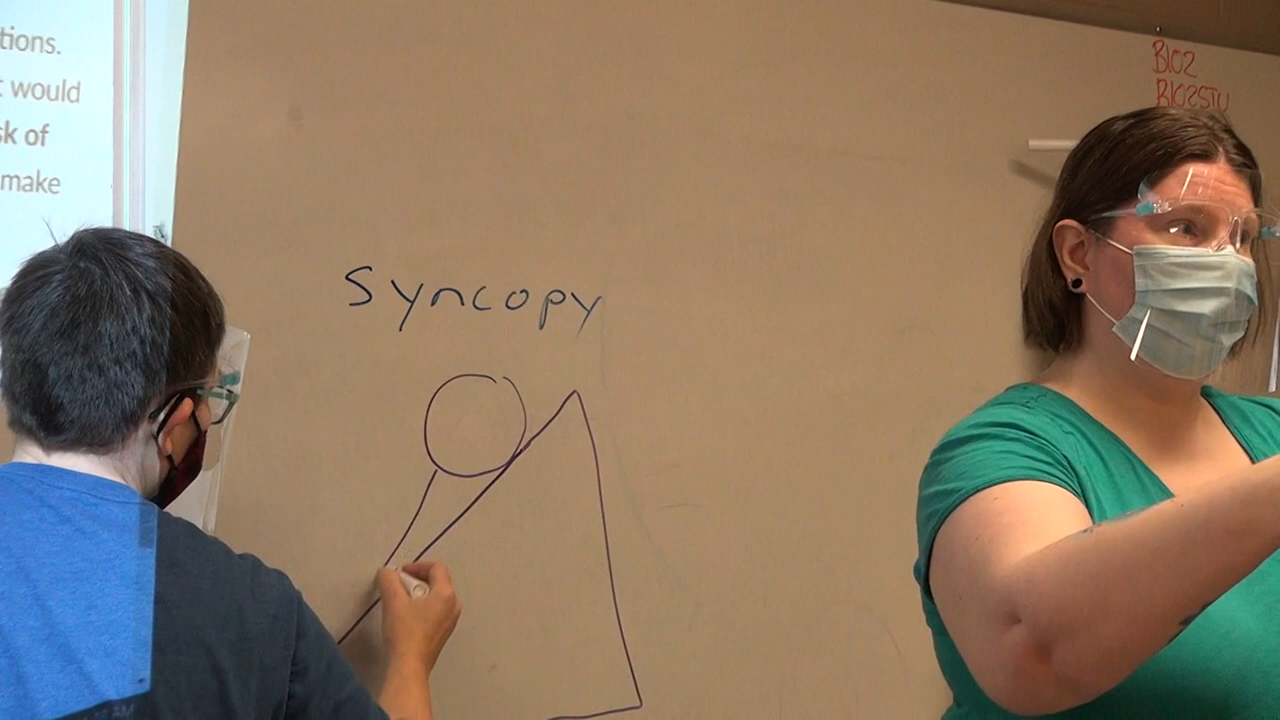 tions.
t would
sk of
make
Syncopy
BIO2
BIO2STU